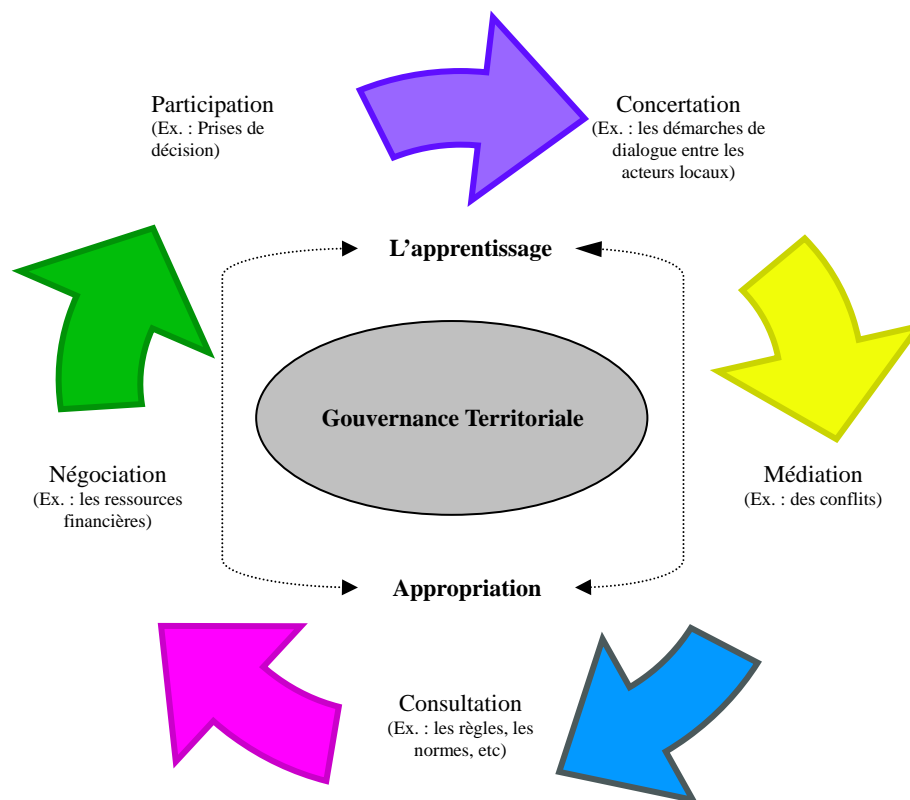 Participation
(Ex. : Prises de
décision)
Concertation
(Ex. : les démarches de
dialogue entre les
acteurs locaux)
L'apprentissage
Gouvernance Territoriale
Négociation
(Ex. : les ressources
financières)
Médiation
(Ex. : des conflits)
Appropriation
Consultation
(Ex. : les règles, les
normes, etc)